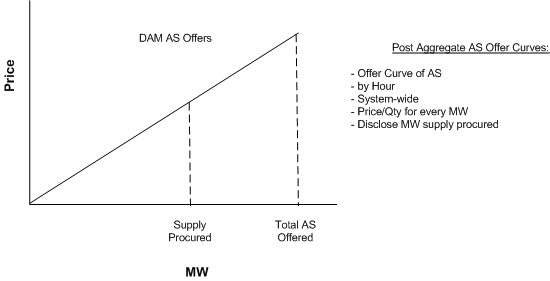 DAM AS Offers
Price
Supply
Procured
Total AS
Offered
MW
Post Aggregate AS Offer Curves:
- Offer Curve of AS
- by Hour
- System-wide
- Price/Qty for every MW
- Disclose MW supply procured